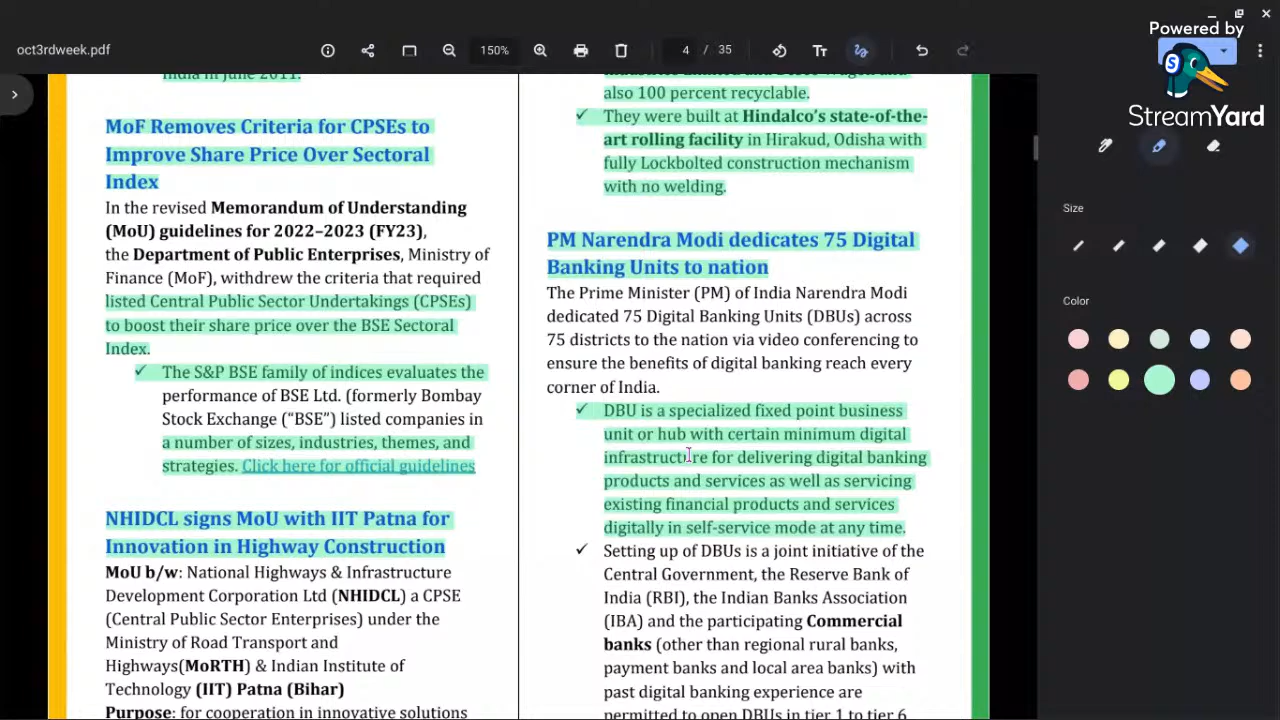 oct3rdweek.pdf
150%
4 / 35
Powered by
StreamYard
India in June 2011.
MoF Removes Criteria for CPSEs to
Improve Share Price Over Sectoral
Index
In the revised Memorandum of Understanding
(MoU) guidelines for 2022–2023 (FY23),
the Department of Public Enterprises, Ministry of
Finance (MoF), withdrew the criteria that required
listed Central Public Sector Undertakings (CPSEs)
to boost their share price over the BSE Sectoral
Index.
✓ The S&P BSE family of indices evaluates the
performance of BSE Ltd. (formerly Bombay
Stock Exchange (“BSE”) listed companies in
a number of sizes, industries, themes, and
strategies. Click here for official guidelines
NHIDCL signs MoU with IIT Patna for
Innovation in Highway Construction
MoU b/w: National Highways & Infrastructure
Development Corporation Ltd (NHIDCL) a CPSE
(Central Public Sector Enterprises) under the
Ministry of Road Transport and
Highways(MoRTH) & Indian Institute of
Technology (IIT) Patna (Bihar)
Purpose: for cooperation in innovative solutions
also 100 percent recyclable.
✓ They were built at Hindalco’s state-of-the-
art rolling facility in Hirakud, Odisha with
fully Lockbolted construction mechanism
with no welding.
PM Narendra Modi dedicates 75 Digital
Banking Units to nation
The Prime Minister (PM) of India Narendra Modi
dedicated 75 Digital Banking Units (DBUs) across
75 districts to the nation via video conferencing to
ensure the benefits of digital banking reach every
corner of India.
✓ DBU is a specialized fixed point business
unit or hub with certain minimum digital
infrastructure for delivering digital banking
products and services as well as servicing
existing financial products and services
digitally in self-service mode at any time.
✓ Setting up of DBUs is a joint initiative of the
Central Government, the Reserve Bank of
India (RBI), the Indian Banks Association
(IBA) and the participating Commercial
banks (other than regional rural banks,
payment banks and local area banks) with
past digital banking experience are
permitted to open DBUs in tier 1 to tier 6
Size
Color